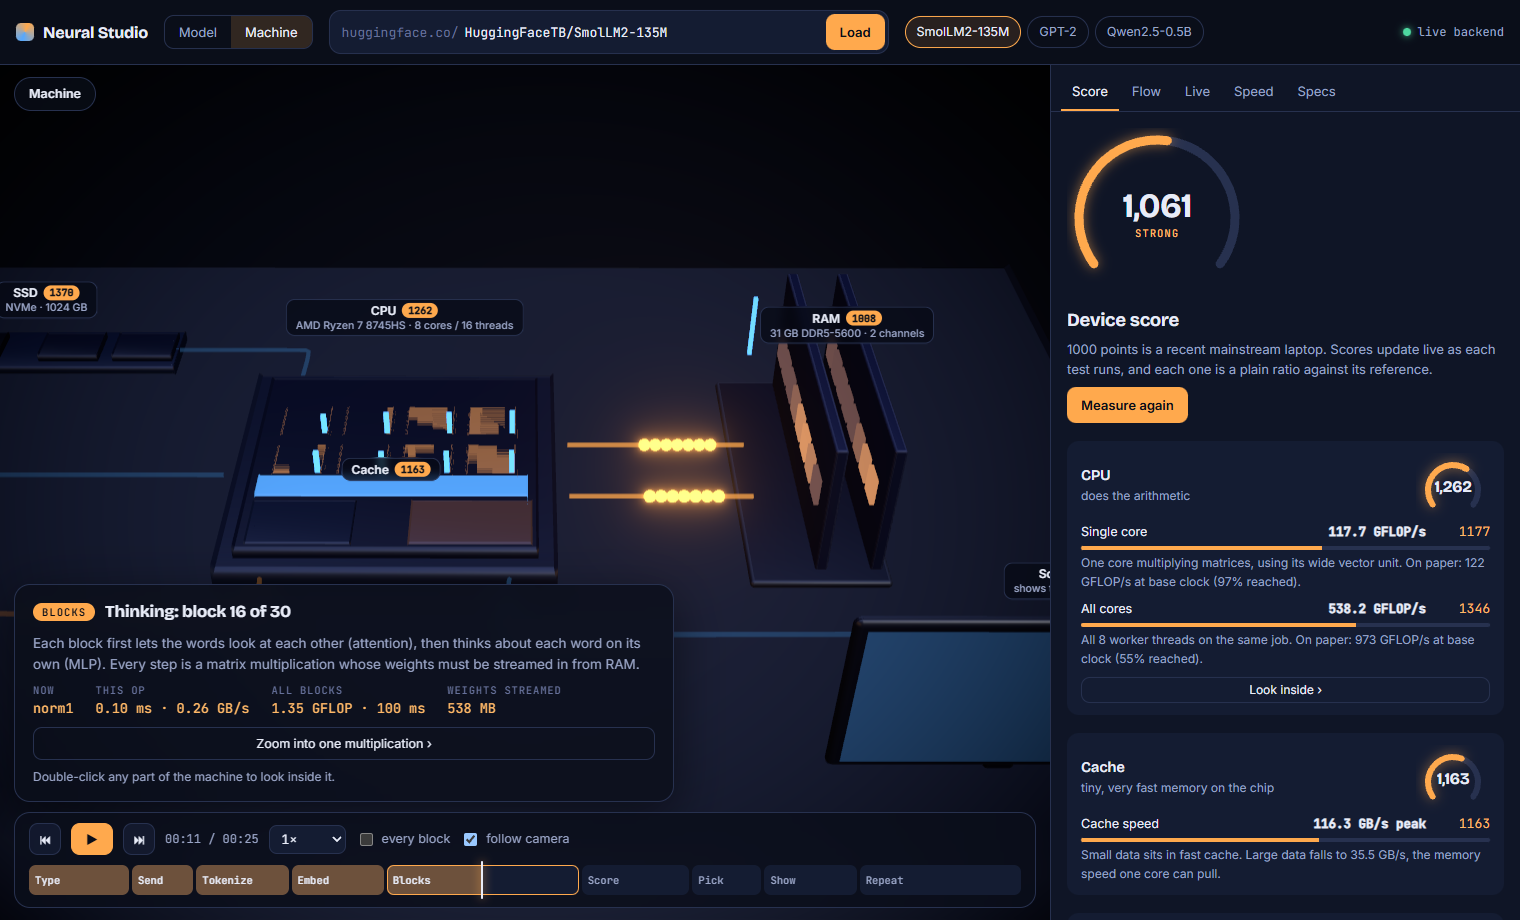 Neural Studio
Model
Machine
huggingface.co/ HuggingFaceTB/SmolLM2-135M
Load
SmolLM2-135M
GPT-2
Qwen2.5-0.5B
live backend
Machine
SSD 1370
NVMe · 1024 GB
CPU 1262
AMD Ryzen 7 8745HS · 8 cores / 16 threads
RAM 1008
31 GB DDR5-5600 · 2 channels
Cache 1163
shows
BLOCKS Thinking: block 16 of 30
Each block first lets the words look at each other (attention), then thinks about each word on its
own (MLP). Every step is a matrix multiplication whose weights must be streamed in from RAM.
NOW THIS OP ALL BLOCKS WEIGHTS STREAMED
norm1 0.10 ms · 0.26 GB/s 1.35 GFLOP · 100 ms 538 MB
Zoom into one multiplication ›
Double-click any part of the machine to look inside it.
00:11 / 00:25 1× every block follow camera
Type Send Tokenize Embed Blocks Score Pick Show Repeat
Score Flow Live Speed Specs
1,061
STRONG
Device score
1000 points is a recent mainstream laptop. Scores update live as each
test runs, and each one is a plain ratio against its reference.
Measure again
CPU
does the arithmetic
1,262
Single core 117.7 GFLOP/s 1177
One core multiplying matrices, using its wide vector unit. On paper: 122
GFLOP/s at base clock (97% reached).
All cores 538.2 GFLOP/s 1346
All 8 worker threads on the same job. On paper: 973 GFLOP/s at base
clock (55% reached).
Look inside ›
Cache
tiny, very fast memory on the chip
1,163
Cache speed 116.3 GB/s peak 1163
Small data sits in fast cache. Large data falls to 35.5 GB/s, the memory
speed one core can pull.